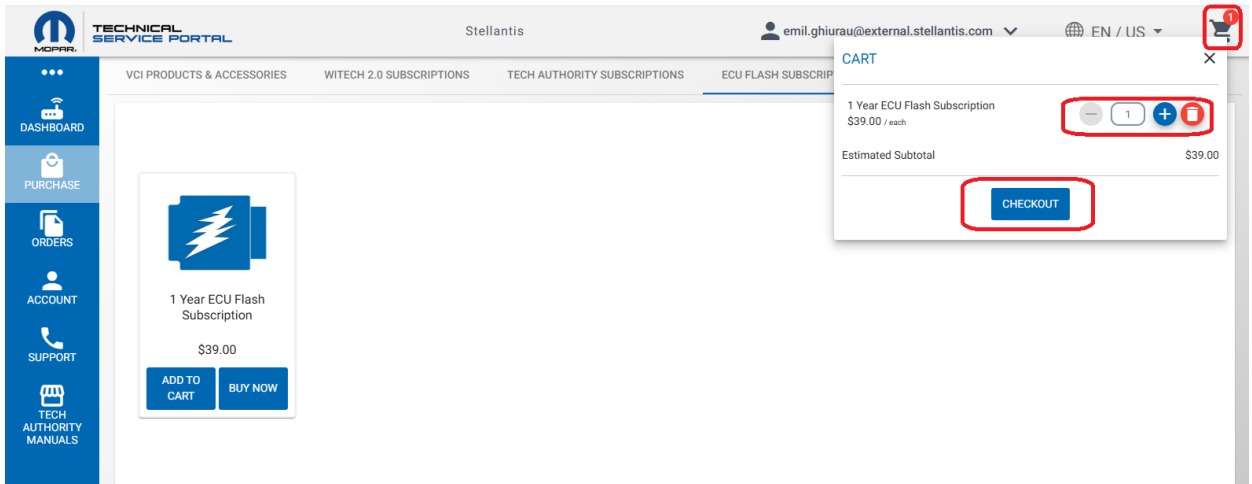 MOPAR.
TECHNICAL
SERVICE PORTAL
Stellantis
emil.ghiurau@external.stellantis.com
EN / US
1
DASHBOARD
PURCHASE
ORDERS
ACCOUNT
SUPPORT
TECH
AUTHORITY
MANUALS
VCI PRODUCTS & ACCESSORIES
WITECH 2.0 SUBSCRIPTIONS
TECH AUTHORITY SUBSCRIPTIONS
ECU FLASH SUBSCRIP
CART
1 Year ECU Flash Subscription
$39.00 / each
1
Estimated Subtotal
$39.00
CHECKOUT
1 Year ECU Flash
Subscription
$39.00
ADD TO
CART
BUY NOW